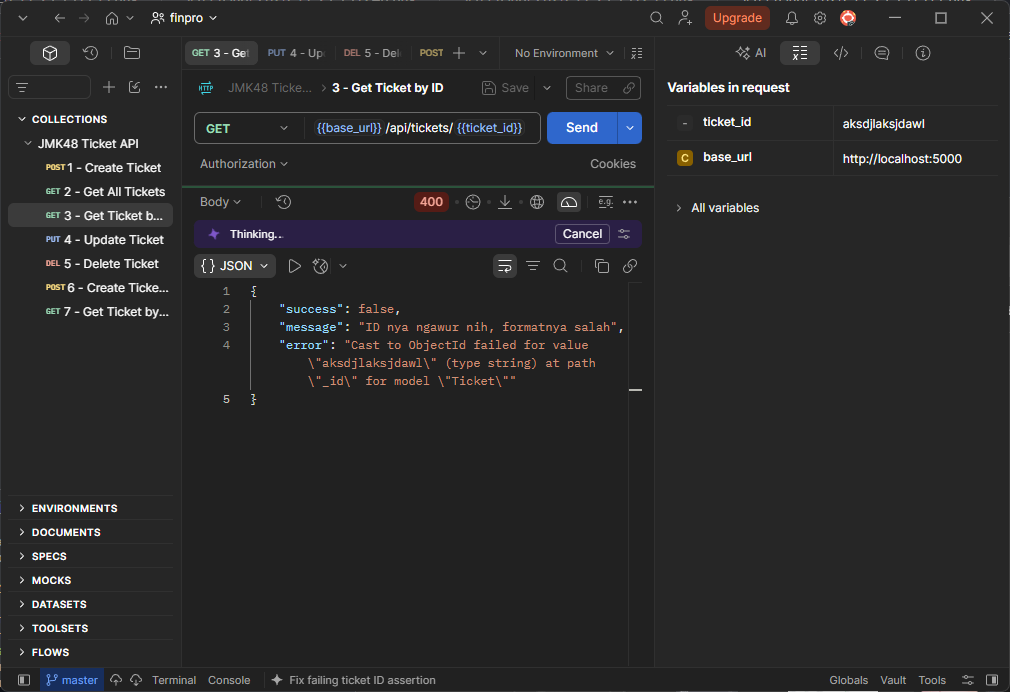 finpro
Upgrade
GET 3 - Get
PUT 4 - Up
DEL 5 - Del
POST
No Environment
AI
JMK48 Ticke...
3 - Get Ticket by ID
Save
Share
Variables in request
COLLECTIONS
JMK48 Ticket API
POST 1 - Create Ticket
GET 2 - Get All Tickets
GET 3 - Get Ticket b...
PUT 4 - Update Ticket
DEL 5 - Delete Ticket
POST 6 - Create Ticke...
GET 7 - Get Ticket by...
GET
{{base_url}} /api/tickets/ {{ticket_id}}
Send
Authorization
Cookies
Body
400
e.g.
Thinking...
Cancel
{ } JSON
1 {
2 "success": false,
3 "message": "ID nya ngawur nih, formatnya salah",
4 "error": "Cast to ObjectId failed for value
\"aksdjlaksjdawl\" (type string) at path
\"_id\" for model \"Ticket\""
5 }
- ticket_id aksdjlaksjdawl
C base_url http://localhost:5000
All variables
ENVIRONMENTS
DOCUMENTS
SPECS
MOCKS
DATASETS
TOOLSETS
FLOWS
master
Terminal
Console
Fix failing ticket ID assertion
Globals
Vault
Tools